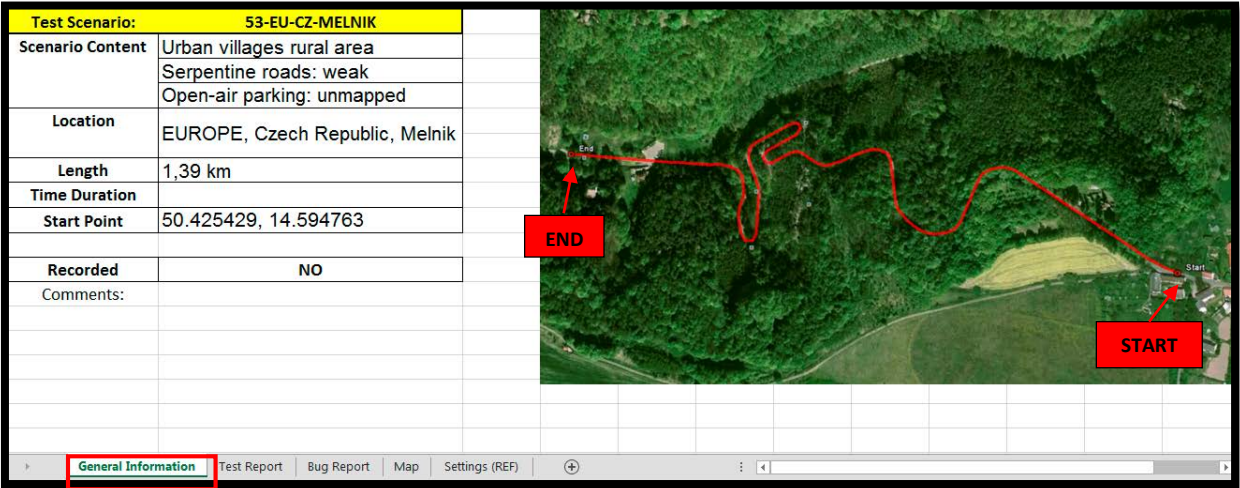 Test Scenario: 53-EU-CZ-MELNIK
Scenario Content Urban villages rural area
Serpentine roads: weak
Open-air parking: unmapped
Location EUROPE, Czech Republic, Melnik
Length 1,39 km
Time Duration
Start Point 50.425429, 14.594763
Recorded NO
Comments:
End
END
Start
START
General Information Test Report Bug Report Map Settings (REF)